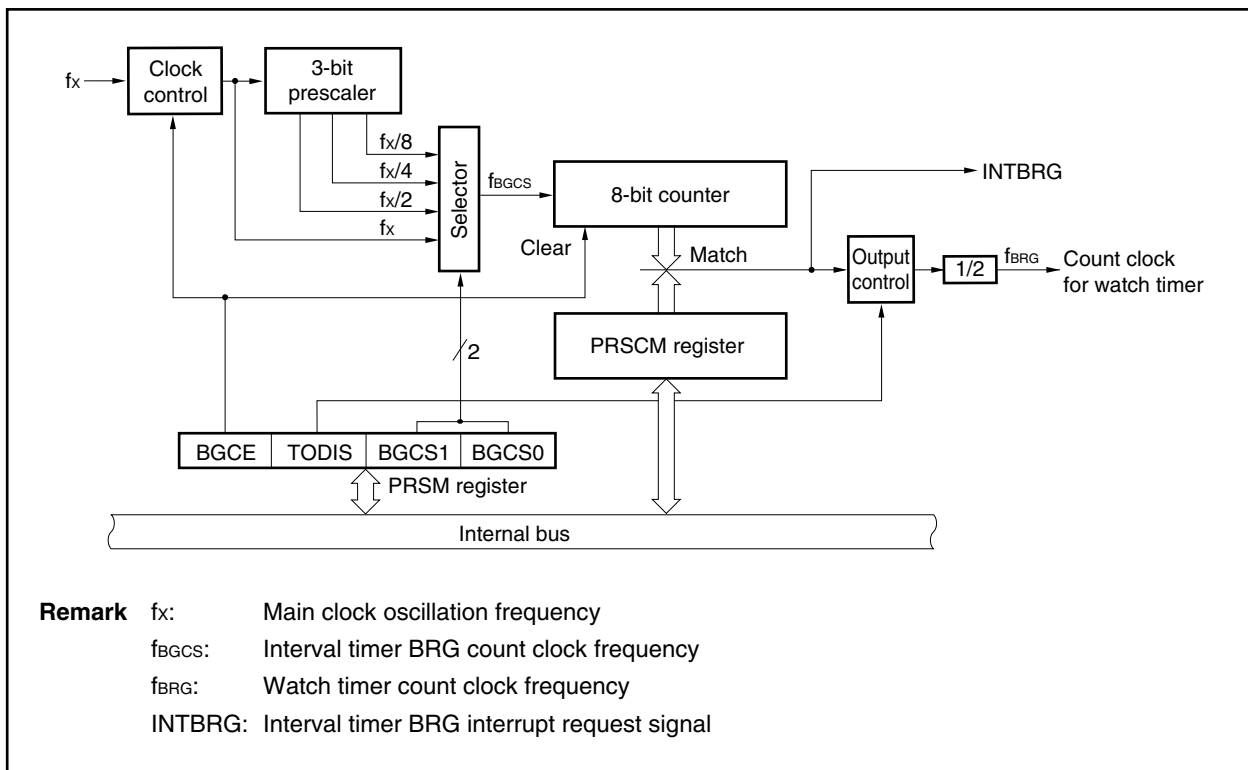 fX
Clock
control
3-bit
prescaler
fX/8
fX/4
fX/2
fX
Selector
fBGCS
8-bit counter
Clear
Match
INTBRG
Output
control
1/2
fBRG
Count clock
for watch timer
PRSCM register
2
BGCE TODIS BGCS1 BGCS0
PRSM register
Internal bus
Remark fX: Main clock oscillation frequency
fBGCS: Interval timer BRG count clock frequency
fBRG: Watch timer count clock frequency
INTBRG: Interval timer BRG interrupt request signal